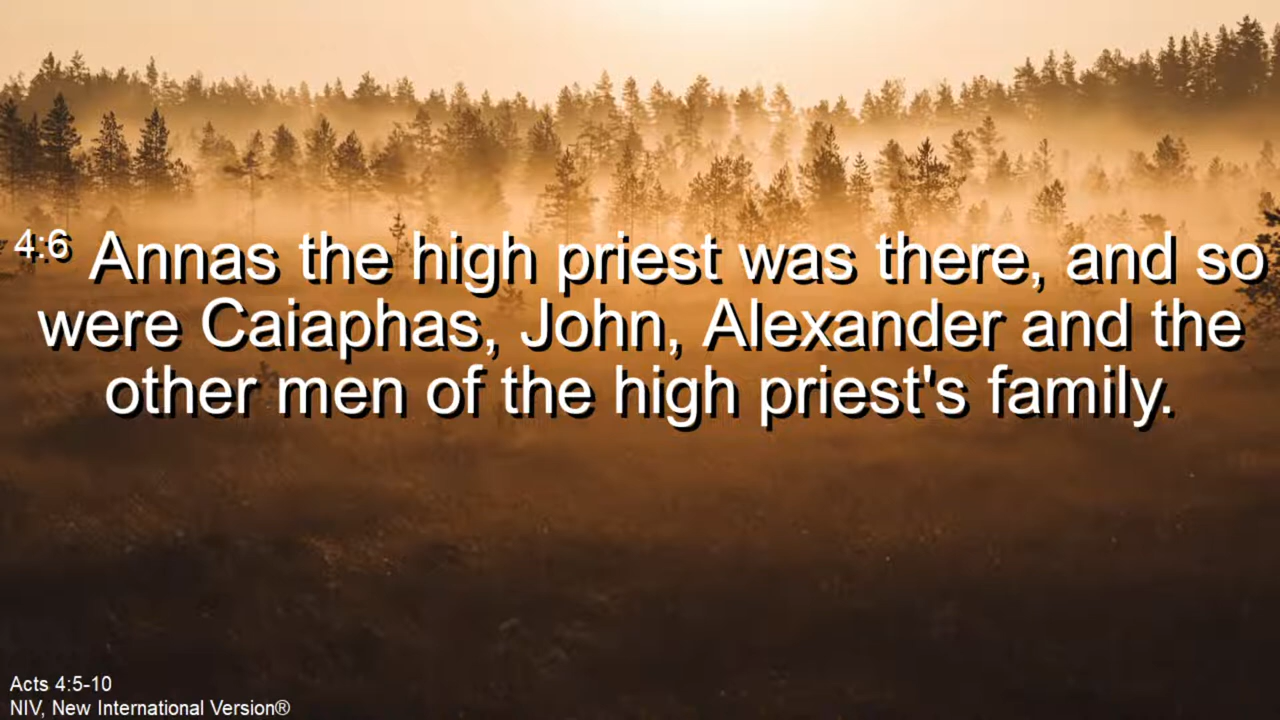 4:6 Annas the high priest was there, and so
were Caiaphas, John, Alexander and the
other men of the high priest's family.
Acts 4:5-10
NIV, New International Version®